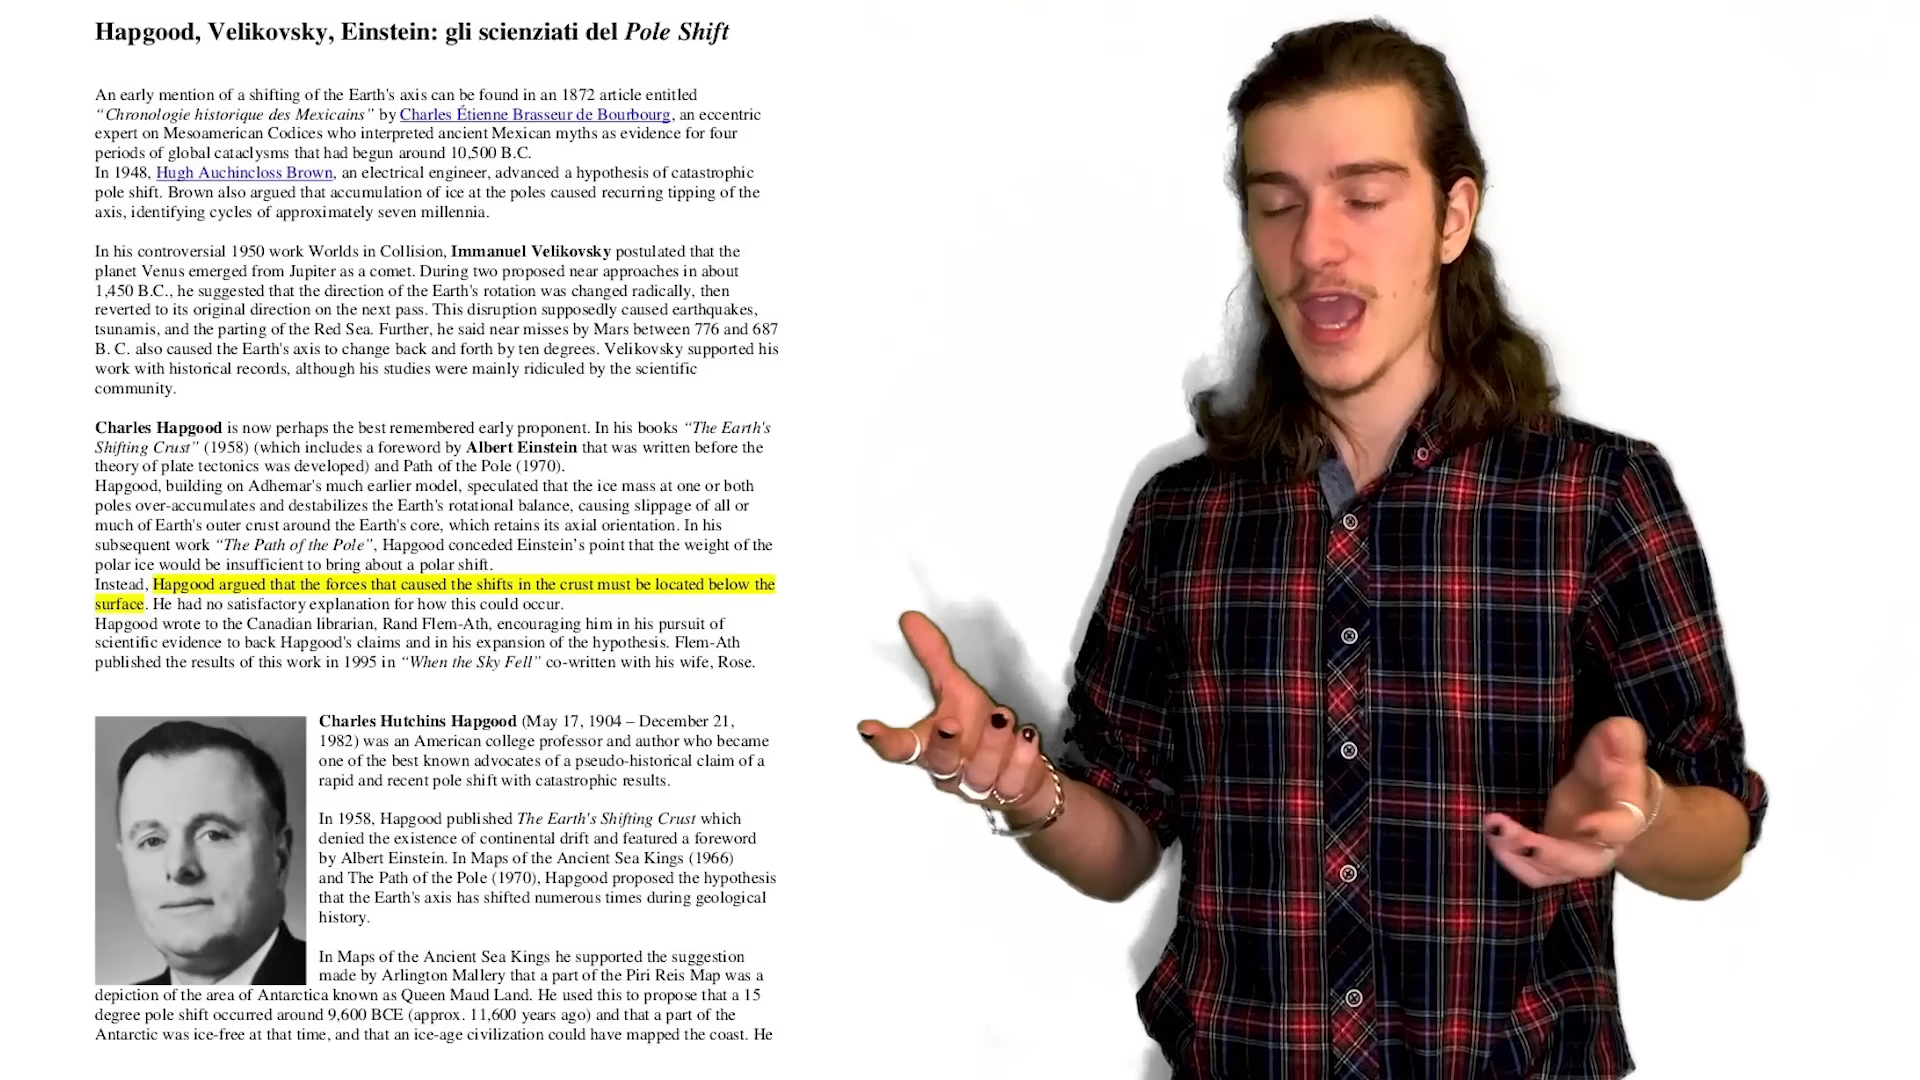 Hapgood, Velikovsky, Einstein: gli scienziati del Pole Shift
An early mention of a shifting of the Earth's axis can be found in an 1872 article entitled
“Chronologie historique des Mexicains” by Charles Étienne Brasseur de Bourbourg, an eccentric
expert on Mesoamerican Codices who interpreted ancient Mexican myths as evidence for four
periods of global cataclysms that had begun around 10,500 B.C.
In 1948, Hugh Auchincloss Brown, an electrical engineer, advanced a hypothesis of catastrophic
pole shift. Brown also argued that accumulation of ice at the poles caused recurring tipping of the
axis, identifying cycles of approximately seven millennia.
In his controversial 1950 work Worlds in Collision, Immanuel Velikovsky postulated that the
planet Venus emerged from Jupiter as a comet. During two proposed near approaches in about
1,450 B.C., he suggested that the direction of the Earth's rotation was changed radically, then
reverted to its original direction on the next pass. This disruption supposedly caused earthquakes,
tsunamis, and the parting of the Red Sea. Further, he said near misses by Mars between 776 and 687
B. C. also caused the Earth's axis to change back and forth by ten degrees. Velikovsky supported his
work with historical records, although his studies were mainly ridiculed by the scientific
community.
Charles Hapgood is now perhaps the best remembered early proponent. In his books “The Earth's
Shifting Crust” (1958) (which includes a foreword by Albert Einstein that was written before the
theory of plate tectonics was developed) and Path of the Pole (1970).
Hapgood, building on Adhemar's much earlier model, speculated that the ice mass at one or both
poles over-accumulates and destabilizes the Earth's rotational balance, causing slippage of all or
much of Earth's outer crust around the Earth's core, which retains its axial orientation. In his
subsequent work “The Path of the Pole”, Hapgood conceded Einstein’s point that the weight of the
polar ice would be insufficient to bring about a polar shift.
Instead, Hapgood argued that the forces that caused the shifts in the crust must be located below the
surface. He had no satisfactory explanation for how this could occur.
Hapgood wrote to the Canadian librarian, Rand Flem-Ath, encouraging him in his pursuit of
scientific evidence to back Hapgood's claims and in his expansion of the hypothesis. Flem-Ath
published the results of this work in 1995 in “When the Sky Fell” co-written with his wife, Rose.
Charles Hutchins Hapgood (May 17, 1904 – December 21,
1982) was an American college professor and author who became
one of the best known advocates of a pseudo-historical claim of a
rapid and recent pole shift with catastrophic results.
In 1958, Hapgood published The Earth's Shifting Crust which
denied the existence of continental drift and featured a foreword
by Albert Einstein. In Maps of the Ancient Sea Kings (1966)
and The Path of the Pole (1970), Hapgood proposed the hypothesis
that the Earth's axis has shifted numerous times during geological
history.
In Maps of the Ancient Sea Kings he supported the suggestion
made by Arlington Mallery that a part of the Piri Reis Map was a
depiction of the area of Antarctica known as Queen Maud Land. He used this to propose that a 15
degree pole shift occurred around 9,600 BCE (approx. 11,600 years ago) and that a part of the
Antarctic was ice-free at that time, and that an ice-age civilization could have mapped the coast. He